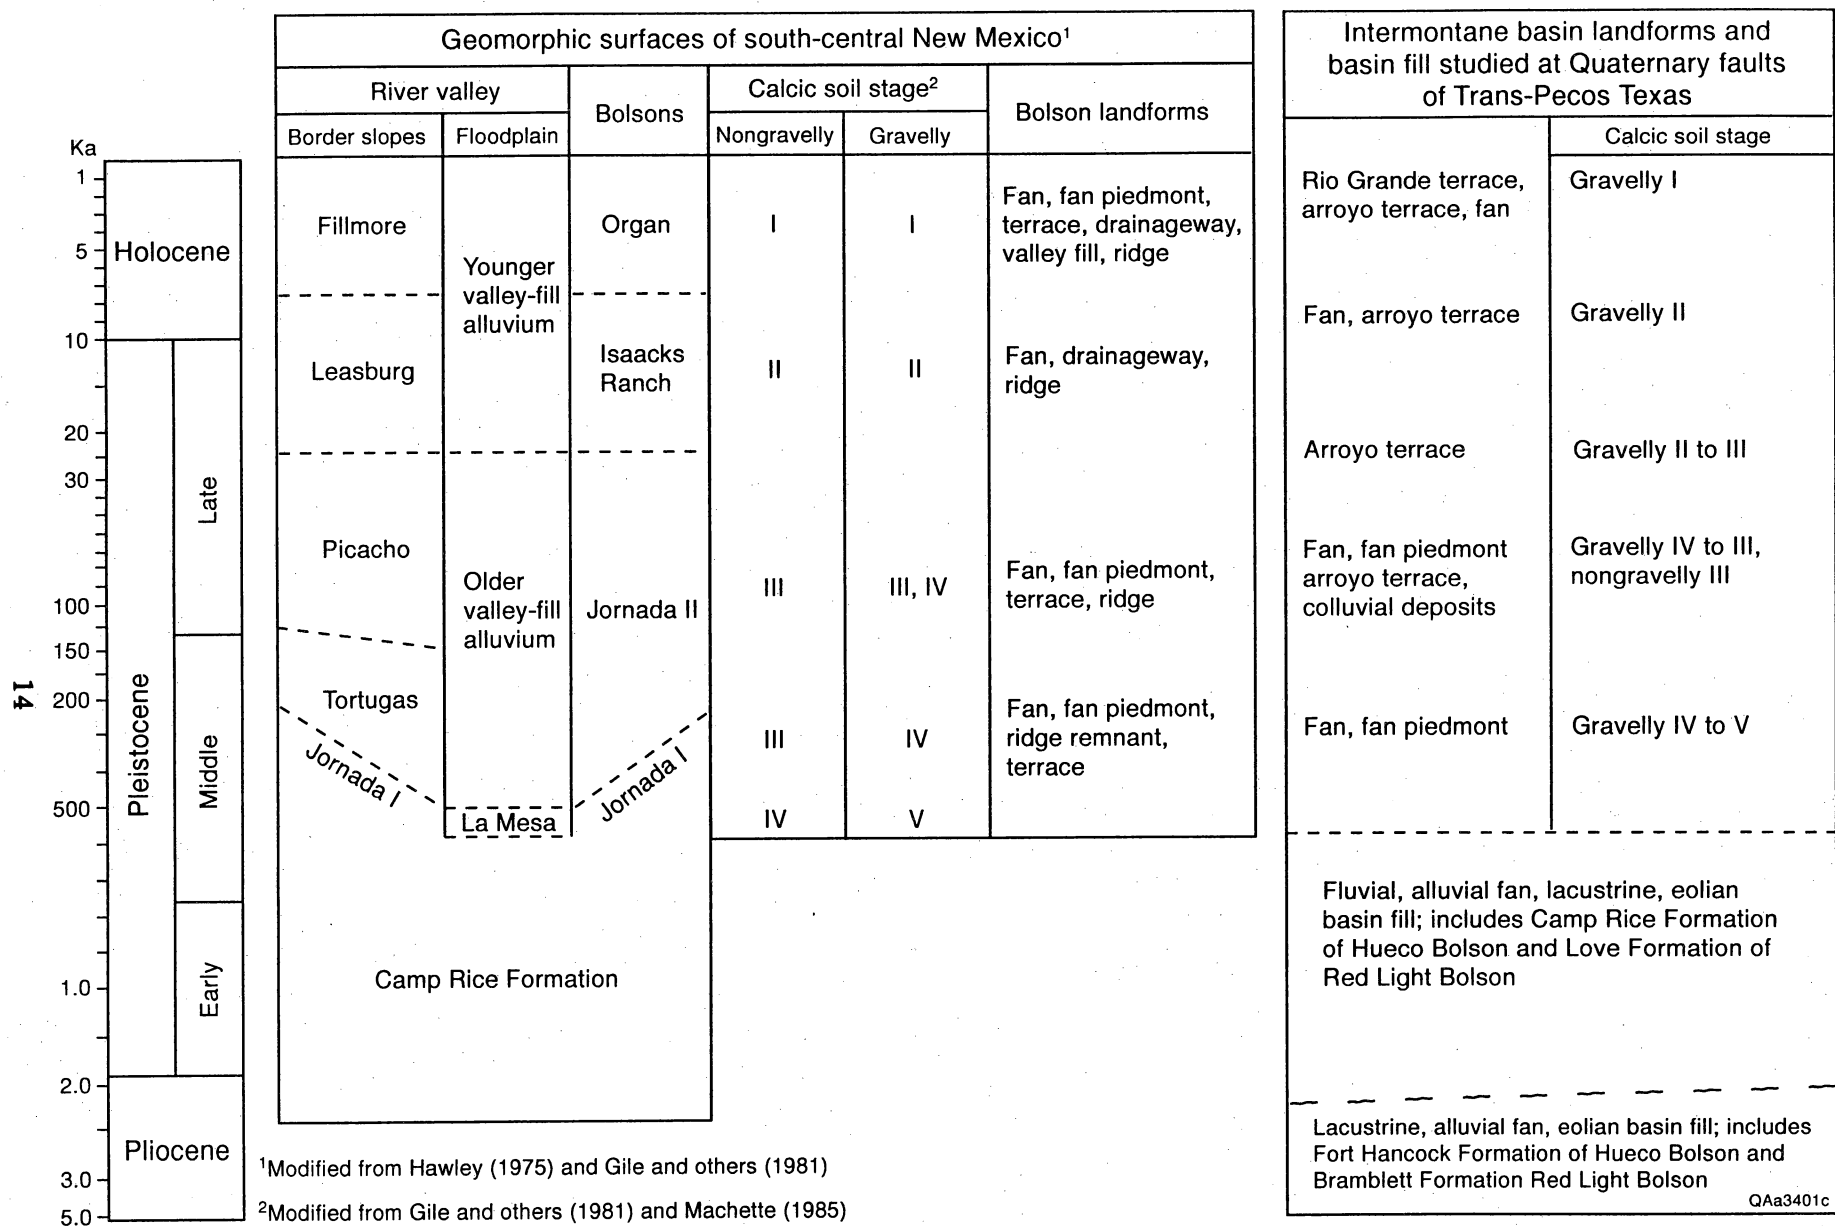 Geomorphic surfaces of south-central New Mexico¹
River valley
Border slopes
Floodplain
Bolsons
Calcic soil stage²
Nongravelly
Gravelly
Bolson landforms
Ka
1
5
10
20
30
100
150
200
500
1.0
2.0
3.0
5.0
Holocene
Pleistocene
Late
Middle
Early
Pliocene
14
Fillmore
Leasburg
Picacho
Tortugas
Jornada I
Younger
valley-fill
alluvium
Older
valley-fill
alluvium
La Mesa
Organ
Isaacks
Ranch
Jornada II
Jornada I
Camp Rice Formation
I
II
III
III
IV
I
II
III, IV
IV
V
Fan, fan piedmont,
terrace, drainageway,
valley fill, ridge
Fan, drainageway,
ridge
Fan, fan piedmont,
terrace, ridge
Fan, fan piedmont,
ridge remnant,
terrace
¹Modified from Hawley (1975) and Gile and others (1981)
²Modified from Gile and others (1981) and Machette (1985)
Intermontane basin landforms and
basin fill studied at Quaternary faults
of Trans-Pecos Texas
Calcic soil stage
Rio Grande terrace,
arroyo terrace, fan
Gravelly I
Fan, arroyo terrace
Gravelly II
Arroyo terrace
Gravelly II to III
Fan, fan piedmont
arroyo terrace,
colluvial deposits
Gravelly IV to III,
nongravelly III
Fan, fan piedmont
Gravelly IV to V
Fluvial, alluvial fan, lacustrine, eolian
basin fill; includes Camp Rice Formation
of Hueco Bolson and Love Formation of
Red Light Bolson
Lacustrine, alluvial fan, eolian basin fill; includes
Fort Hancock Formation of Hueco Bolson and
Bramblett Formation Red Light Bolson
QAa3401c